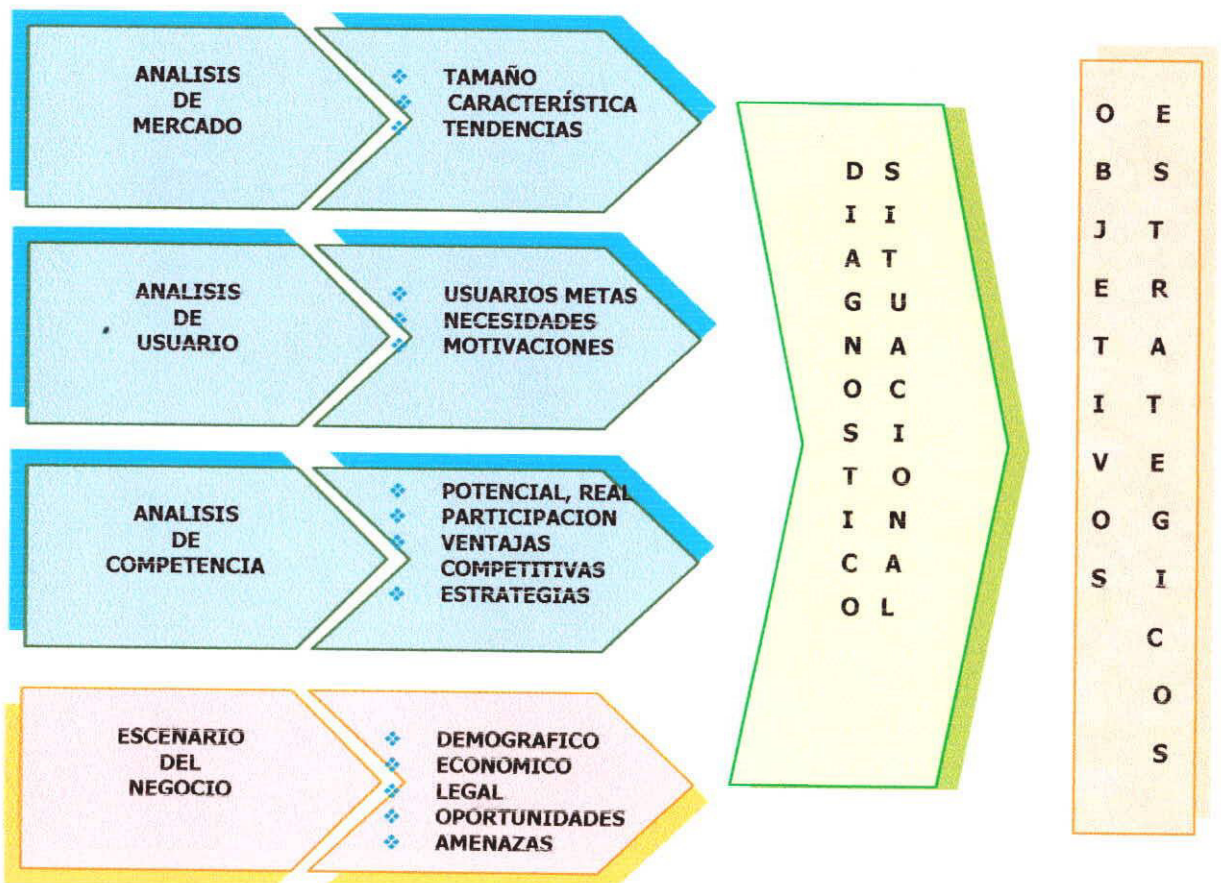 ANALISIS
DE
MERCADO
TAMAÑO
CARACTERÍSTICA
TENDENCIAS
ANALISIS
DE
USUARIO
USUARIOS METAS
NECESIDADES
MOTIVACIONES
ANALISIS
DE
COMPETENCIA
POTENCIAL, REAL
PARTICIPACION
VENTAJAS
COMPETITIVAS
ESTRATEGIAS
ESCENARIO
DEL
NEGOCIO
DEMOGRAFICO
ECONOMICO
LEGAL
OPORTUNIDADES
AMENAZAS
DIAGNOSTICO
SITUACIONAL
OBJETIVOS
ESTRATEGICOS